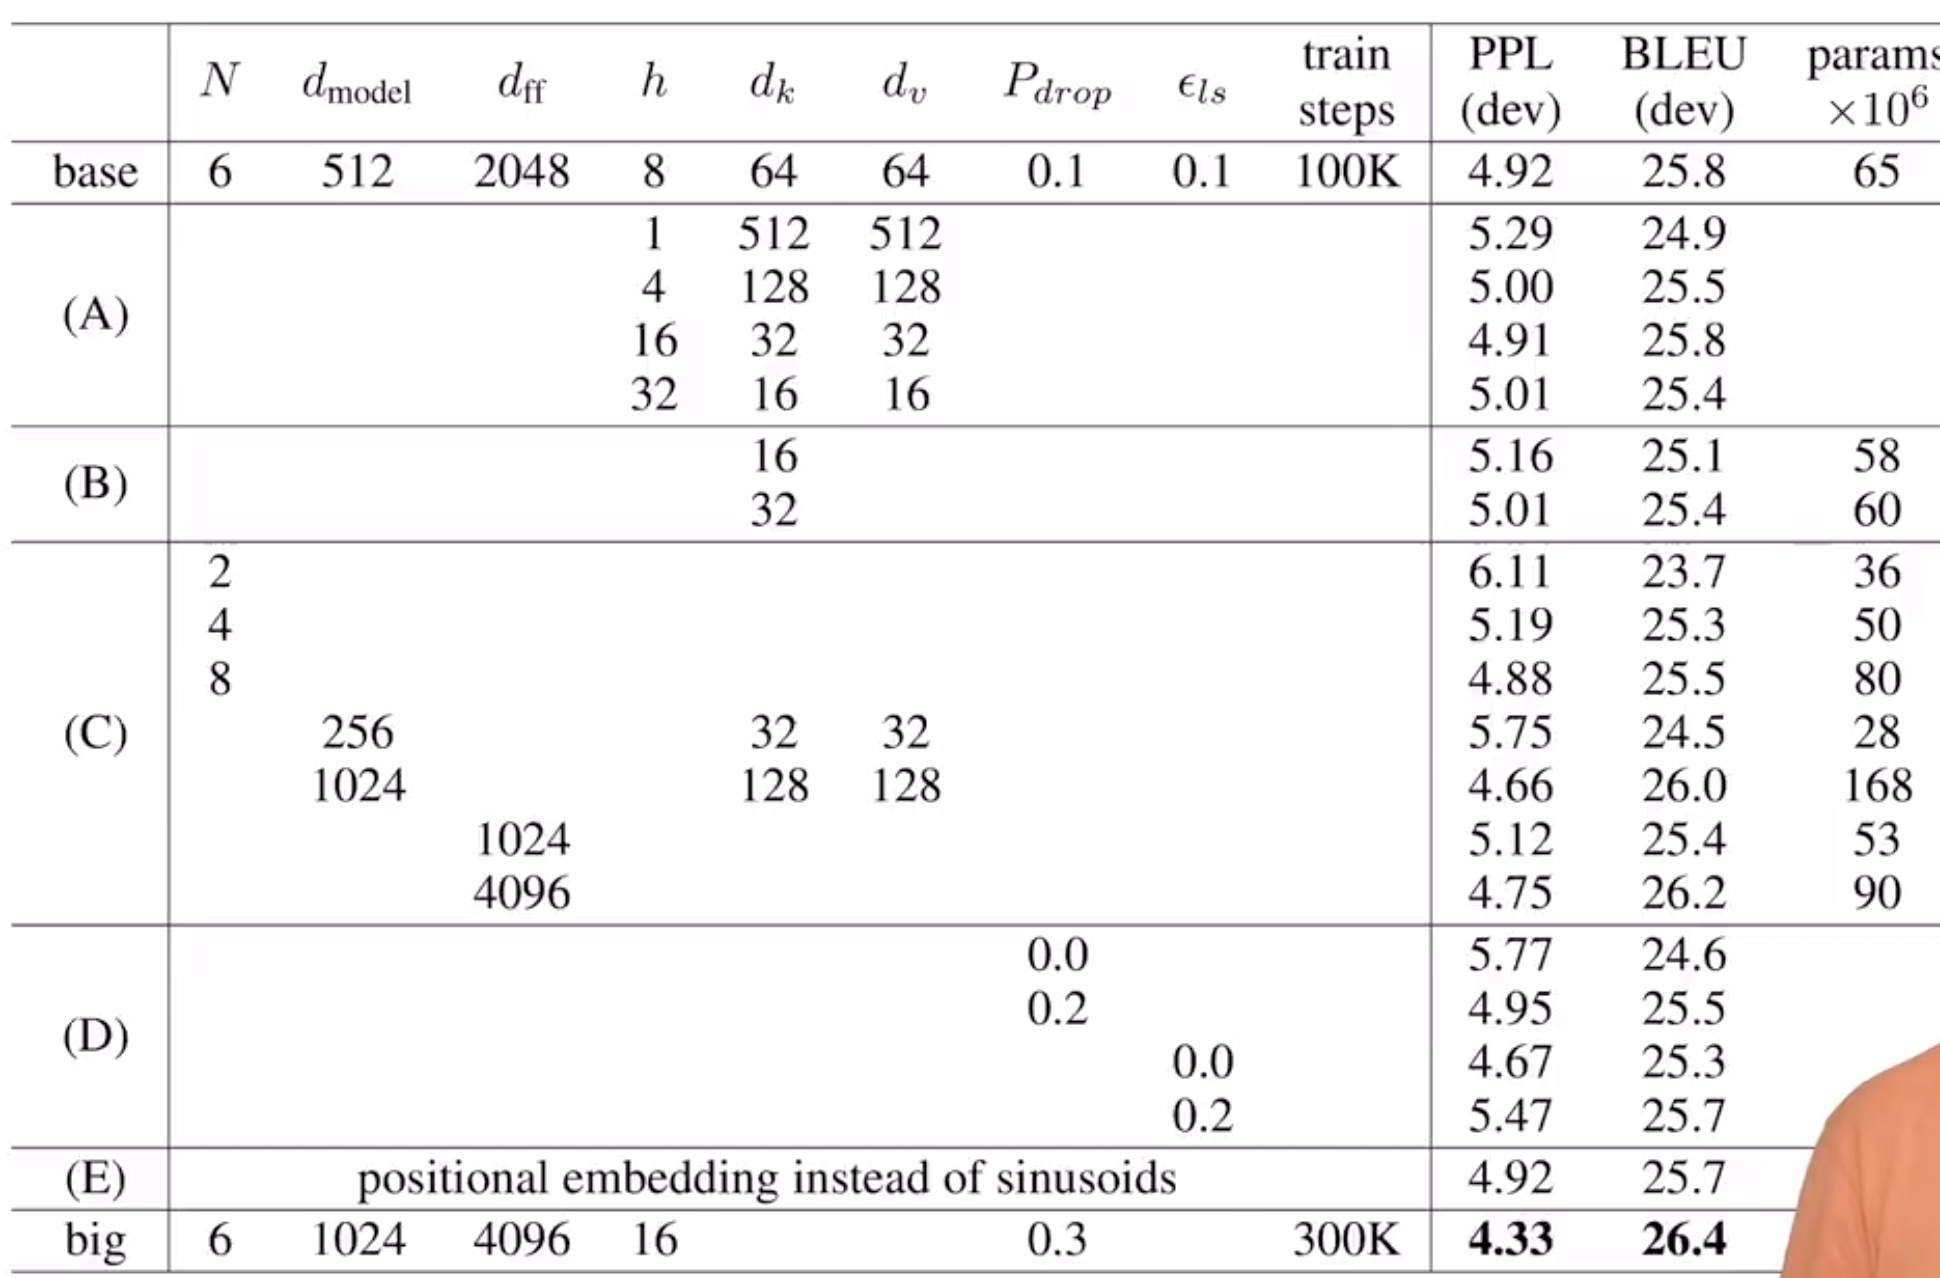 N d_model d_ff h d_k d_v P_drop ϵ_ls train steps PPL (dev) BLEU (dev) params ×10^6
base 6 512 2048 8 64 64 0.1 0.1 100K 4.92 25.8 65
(A) 1 512 512 5.29 24.9
4 128 128 5.00 25.5
16 32 32 4.91 25.8
32 16 16 5.01 25.4
(B) 16 5.16 25.1 58
32 5.01 25.4 60
(C) 2 6.11 23.7 36
4 5.19 25.3 50
8 4.88 25.5 80
256 32 32 5.75 24.5 28
1024 128 128 4.66 26.0 168
1024 5.12 25.4 53
4096 4.75 26.2 90
(D) 0.0 5.77 24.6
0.2 4.95 25.5
0.0 4.67 25.3
0.2 5.47 25.7
(E) positional embedding instead of sinusoids 4.92 25.7
big 6 1024 4096 16 0.3 300K 4.33 26.4